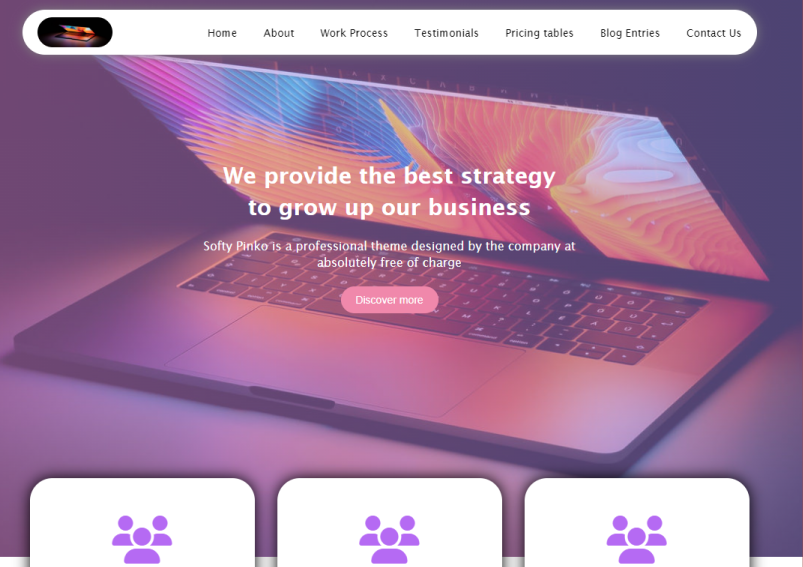 Home About Work Process Testimonials Pricing tables Blog Entries Contact Us
We provide the best strategy
to grow up our business
Softy Pinko is a professional theme designed by the company at
absolutely free of charge
Discover more